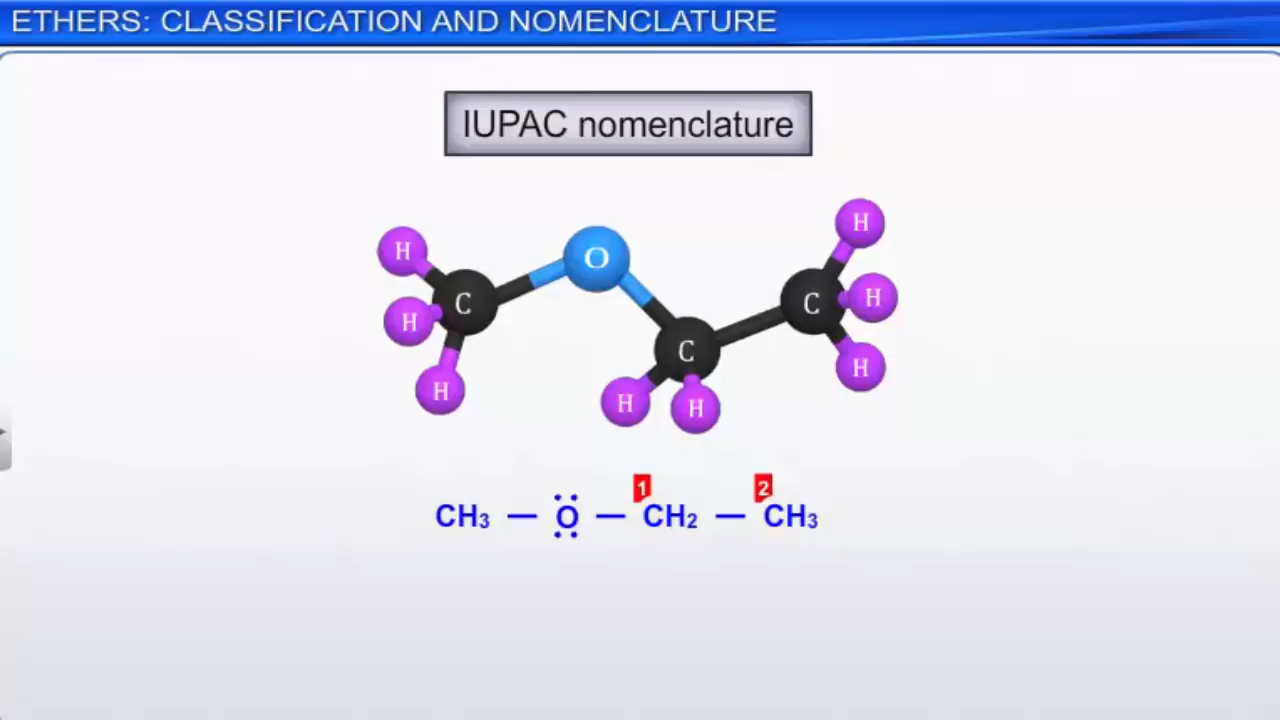 ETHERS: CLASSIFICATION AND NOMENCLATURE
IUPAC nomenclature
H
H
O
C
C
H
H
C
H
H
H
H
1 2
CH₃ — Ö — CH₂ — CH₃